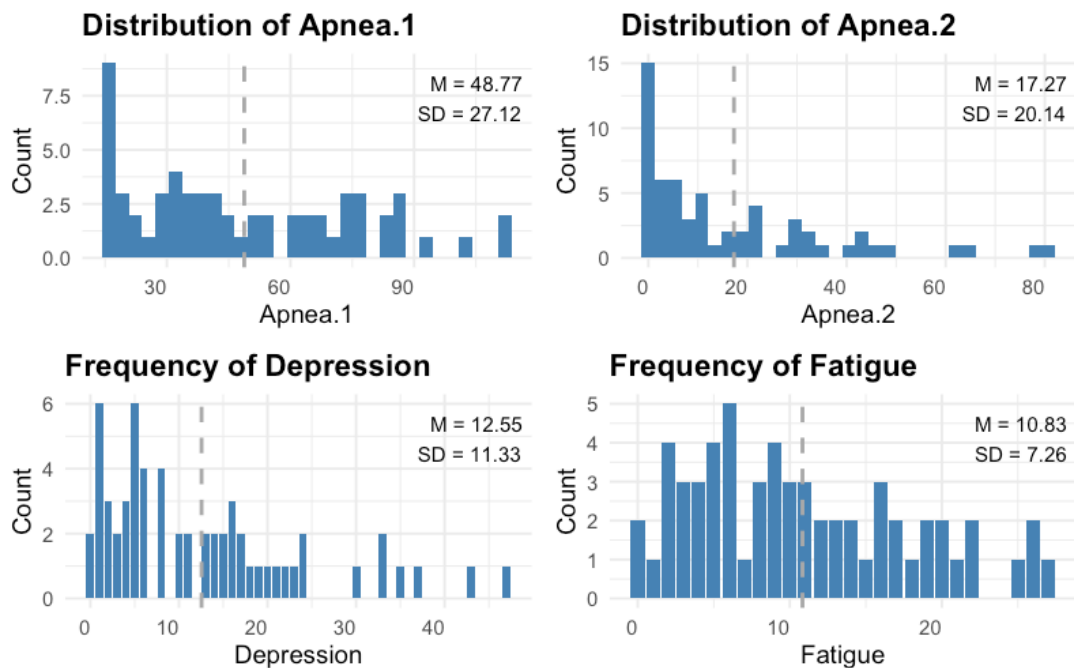 Distribution of Apnea.1
M = 48.77
SD = 27.12
7.5
5.0
2.5
0.0
Count
30 60 90
Apnea.1
Distribution of Apnea.2
M = 17.27
SD = 20.14
15
10
5
0
Count
0 20 40 60 80
Apnea.2
Frequency of Depression
M = 12.55
SD = 11.33
6
4
2
0
Count
0 10 20 30 40
Depression
Frequency of Fatigue
M = 10.83
SD = 7.26
5
4
3
2
1
0
Count
0 10 20
Fatigue